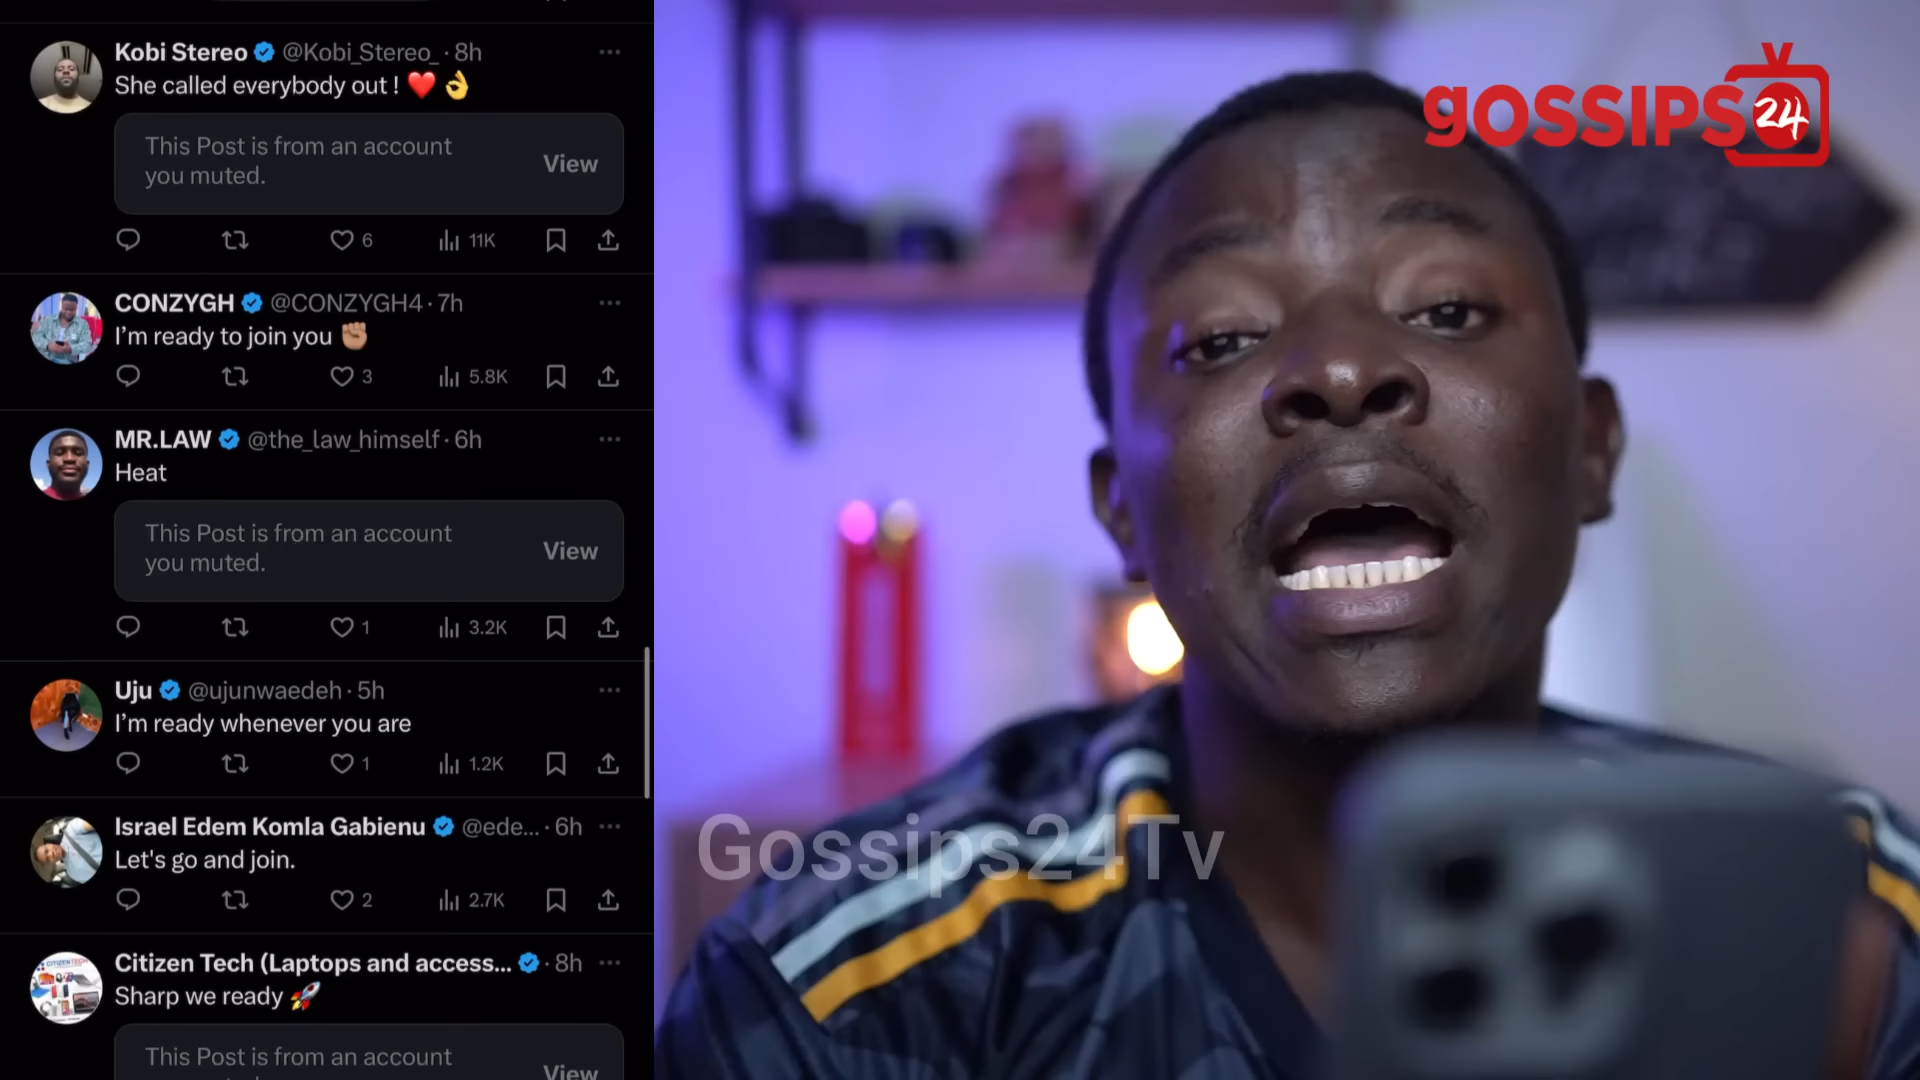 Kobi Stereo @Kobi_Stereo_ · 8h
She called everybody out ! ❤️ 👌
This Post is from an account
you muted.
View
6 11K
CONZYGH @CONZYGH4 · 7h
I’m ready to join you ✊🏽
3 5.8K
MR.LAW @the_law_himself · 6h
Heat
This Post is from an account
you muted.
View
1 3.2K
Uju @ujunwaedeh · 5h
I’m ready whenever you are
1 1.2K
Israel Edem Komla Gabienu @ede... · 6h
Let's go and join.
2 2.7K
Citizen Tech (Laptops and access... · 8h
Sharp we ready 🚀
This Post is from an account
View
gOSSIPS24
Gossips24Tv